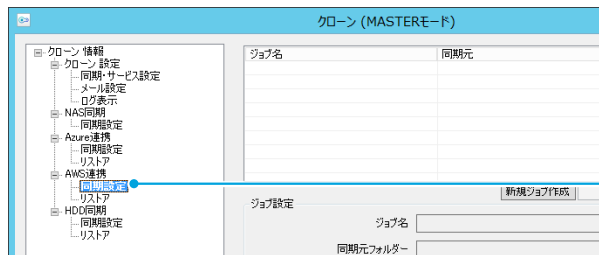 クローン (MASTERモード)
クローン 情報
クローン 設定
同期・サービス設定
メール設定
ログ表示
NAS同期
同期設定
Azure連携
同期設定
リストア
AWS連携
同期設定
リストア
HDD同期
同期設定
リストア
ジョブ名 同期元
新規ジョブ作成
ジョブ設定
ジョブ名
同期元フォルダー